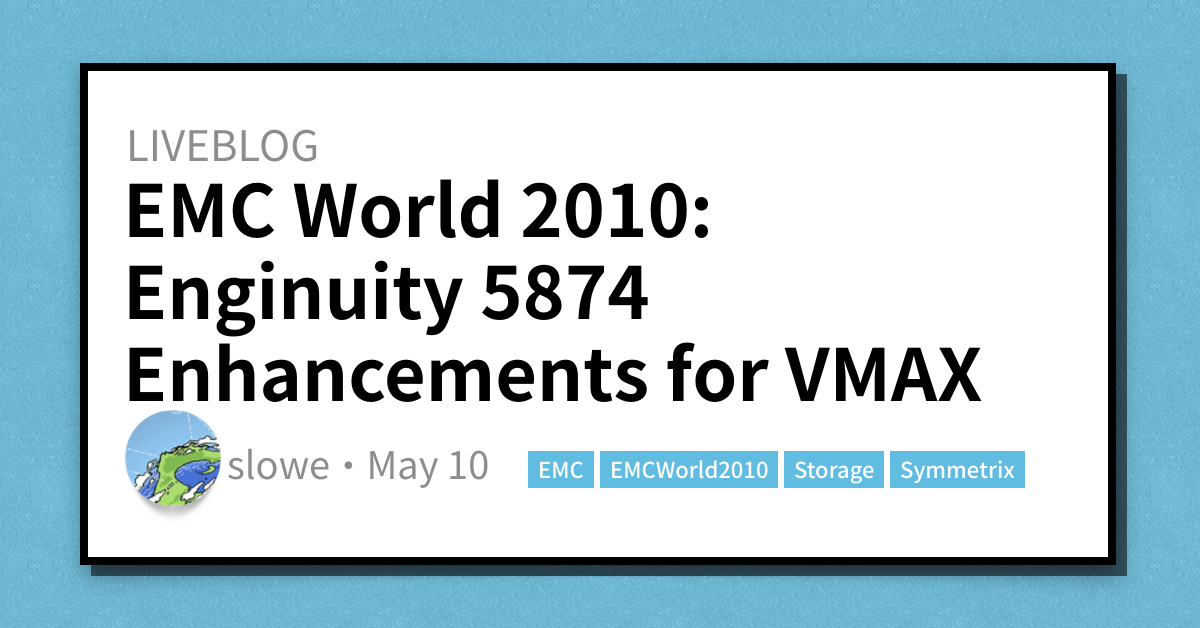 LIVEBLOG
EMC World 2010:
Enginuity 5874
Enhancements for VMAX
slowe • May 10 EMC EMCWorld2010 Storage Symmetrix